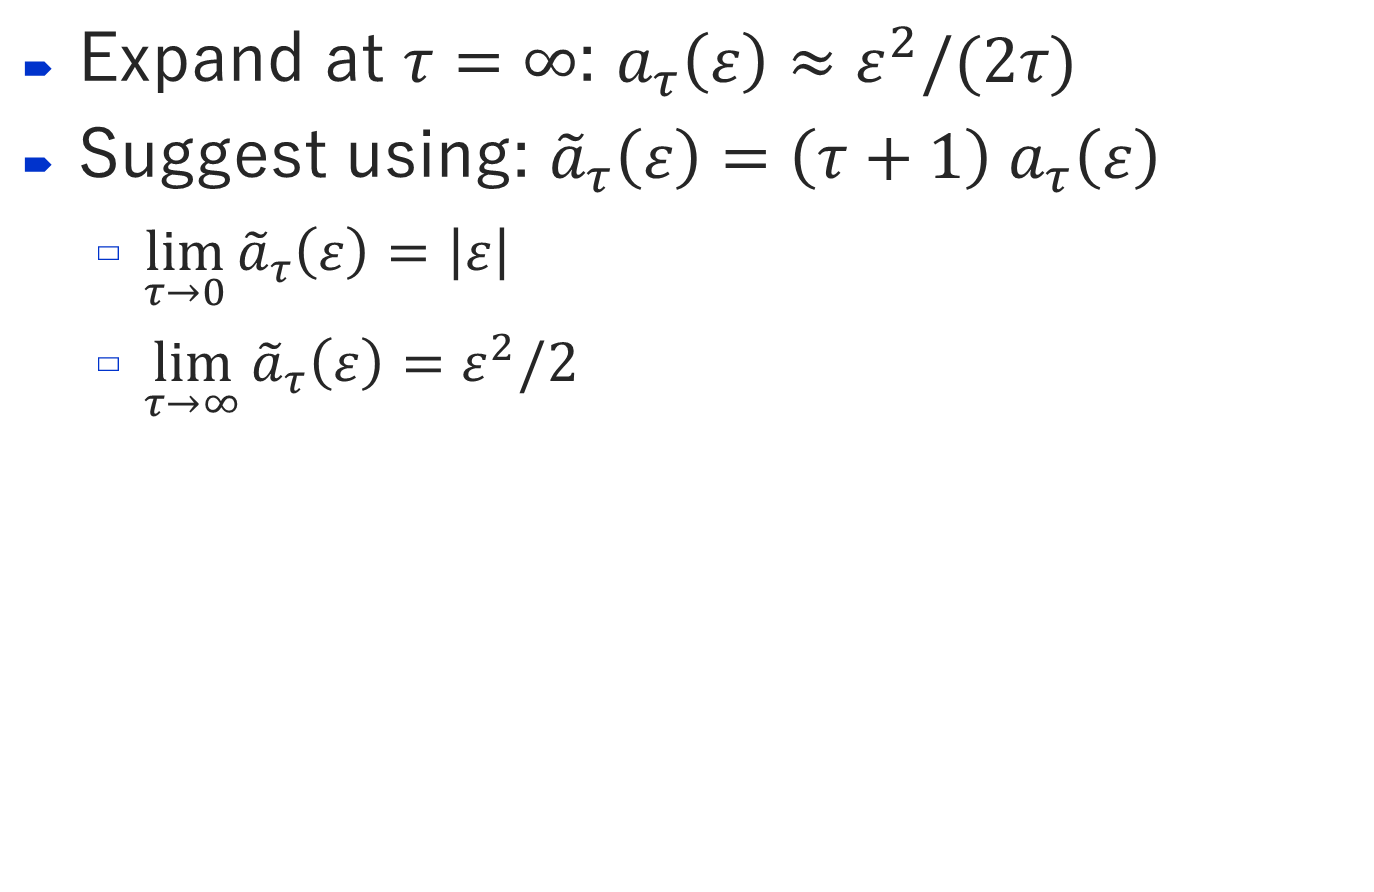 Expand at τ = ∞: a_τ(ε) ≈ ε²/(2τ)
Suggest using: ã_τ(ε) = (τ + 1) a_τ(ε)
lim_{τ→0} ã_τ(ε) = |ε|
lim_{τ→∞} ã_τ(ε) = ε²/2